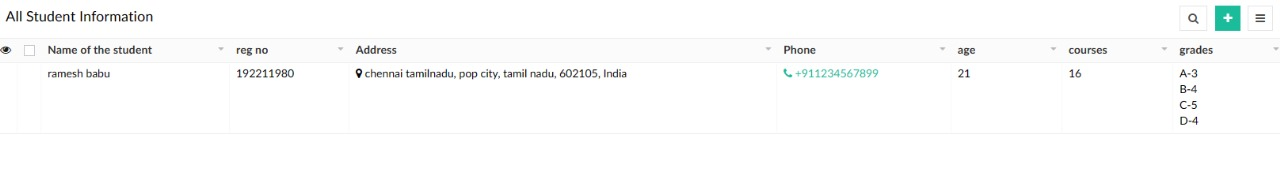 All Student Information
Name of the student reg no Address Phone age courses grades
ramesh babu 192211980 chennai tamilnadu, pop city, tamil nadu, 602105, India +911234567899 21 16 A-3
B-4
C-5
D-4